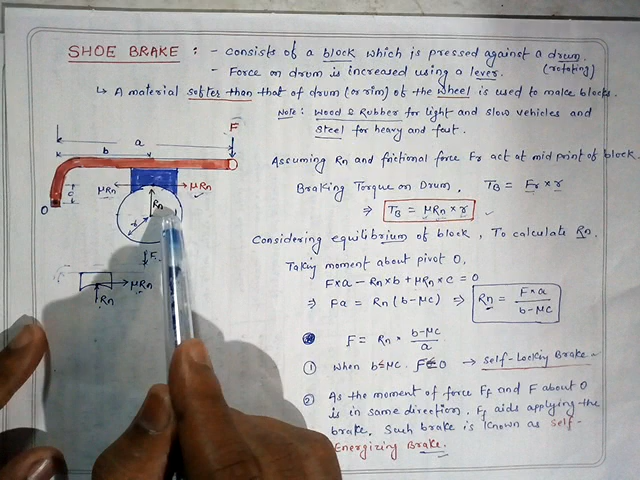 SHOE BRAKE : - Consists of a block which is pressed against a drum.
(rotating)
- Force on drum is increased using a lever.
↳ A material softer than that of drum (or rim) of the wheel is used to make blocks.
Note: Wood & Rubber for light and slow vehicles and
steel for heavy and fast.
F
a
b
Assuming Rn and frictional force Fr act at mid print of block.
μRn
μRn
c
Rn
O
r
F
Braking Torque on Drum, TB = Fr × r
⇒ TB = μRn × r
Considering equilibrium of block, To calculate Rn.
μRn
Rn
Taking moment about pivot O,
F×a - Rn×b + μRn×c = 0
⇒ Fa = Rn (b-μc) ⇒ Rn = F×a / b-μc
F = Rn × b-μc / a
① When b≤μc. F≤0 → Self-Locking Brake
② As the moment of force Ff and F about O
is in same direction. Ff aids applying the
brake. Such brake is known as Self-
Energizing Brake.